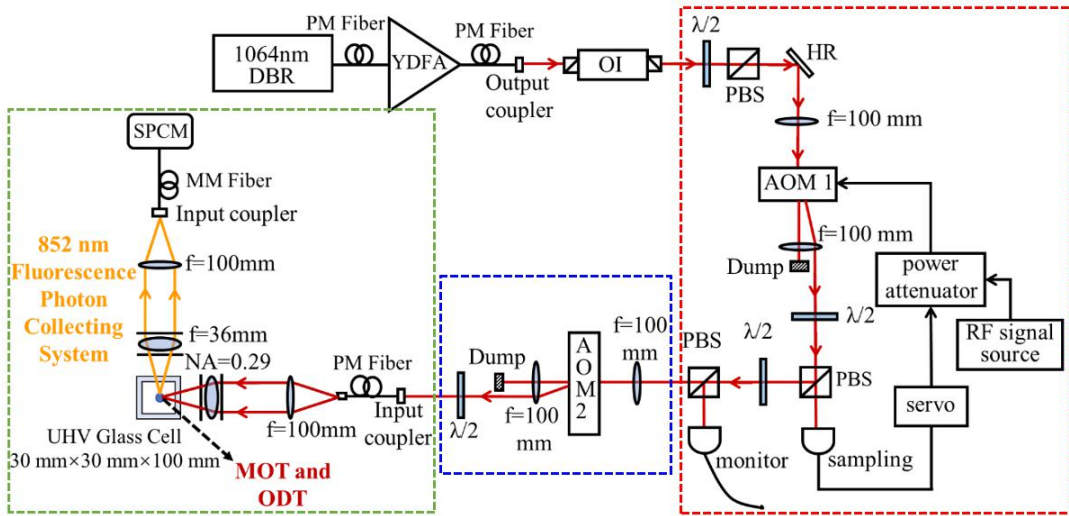 PM Fiber
PM Fiber
1064nm
DBR
YDFA
Output
coupler
OI
λ/2
PBS
HR
f=100 mm
AOM 1
f=100 mm
Dump
power
attenuator
λ/2
RF signal
source
PBS
λ/2
PBS
servo
monitor
sampling
f=100
mm
A
O
M
2
Dump
f=100
mm
λ/2
PM Fiber
Input
coupler
SPCM
MM Fiber
Input coupler
852 nm
Fluorescence
Photon
Collecting
System
f=100mm
f=36mm
NA=0.29
f=100mm
UHV Glass Cell
30 mm×30 mm×100 mm
MOT and
ODT